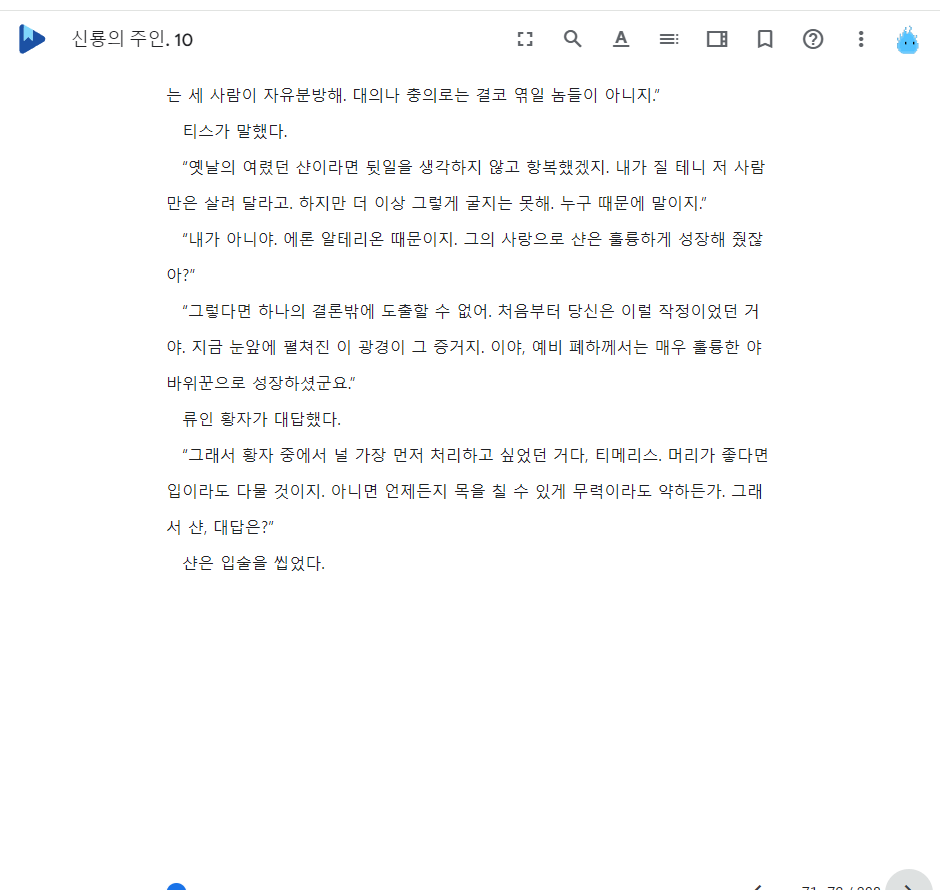 신룡의 주인. 10
는 세 사람이 자유분방해. 대의나 충의로는 결코 엮일 놈들이 아니지.”
티스가 말했다.
“옛날의 여렸던 샨이라면 뒷일을 생각하지 않고 항복했겠지. 내가 질 테니 저 사람
만은 살려 달라고. 하지만 더 이상 그렇게 굴지는 못해. 누구 때문에 말이지.”
“내가 아니야. 에론 알테리온 때문이지. 그의 사랑으로 샨은 훌륭하게 성장해 줬잖
아?”
“그렇다면 하나의 결론밖에 도출할 수 없어. 처음부터 당신은 이럴 작정이었던 거
야. 지금 눈앞에 펼쳐진 이 광경이 그 증거지. 이야, 예비 폐하께서는 매우 훌륭한 야
바위꾼으로 성장하셨군요.”
류인 황자가 대답했다.
“그래서 황자 중에서 널 가장 먼저 처리하고 싶었던 거다, 티메리스. 머리가 좋다면
입이라도 다물 것이지. 아니면 언제든지 목을 칠 수 있게 무력이라도 약하든가. 그래
서 샨, 대답은?”
샨은 입술을 씹었다.